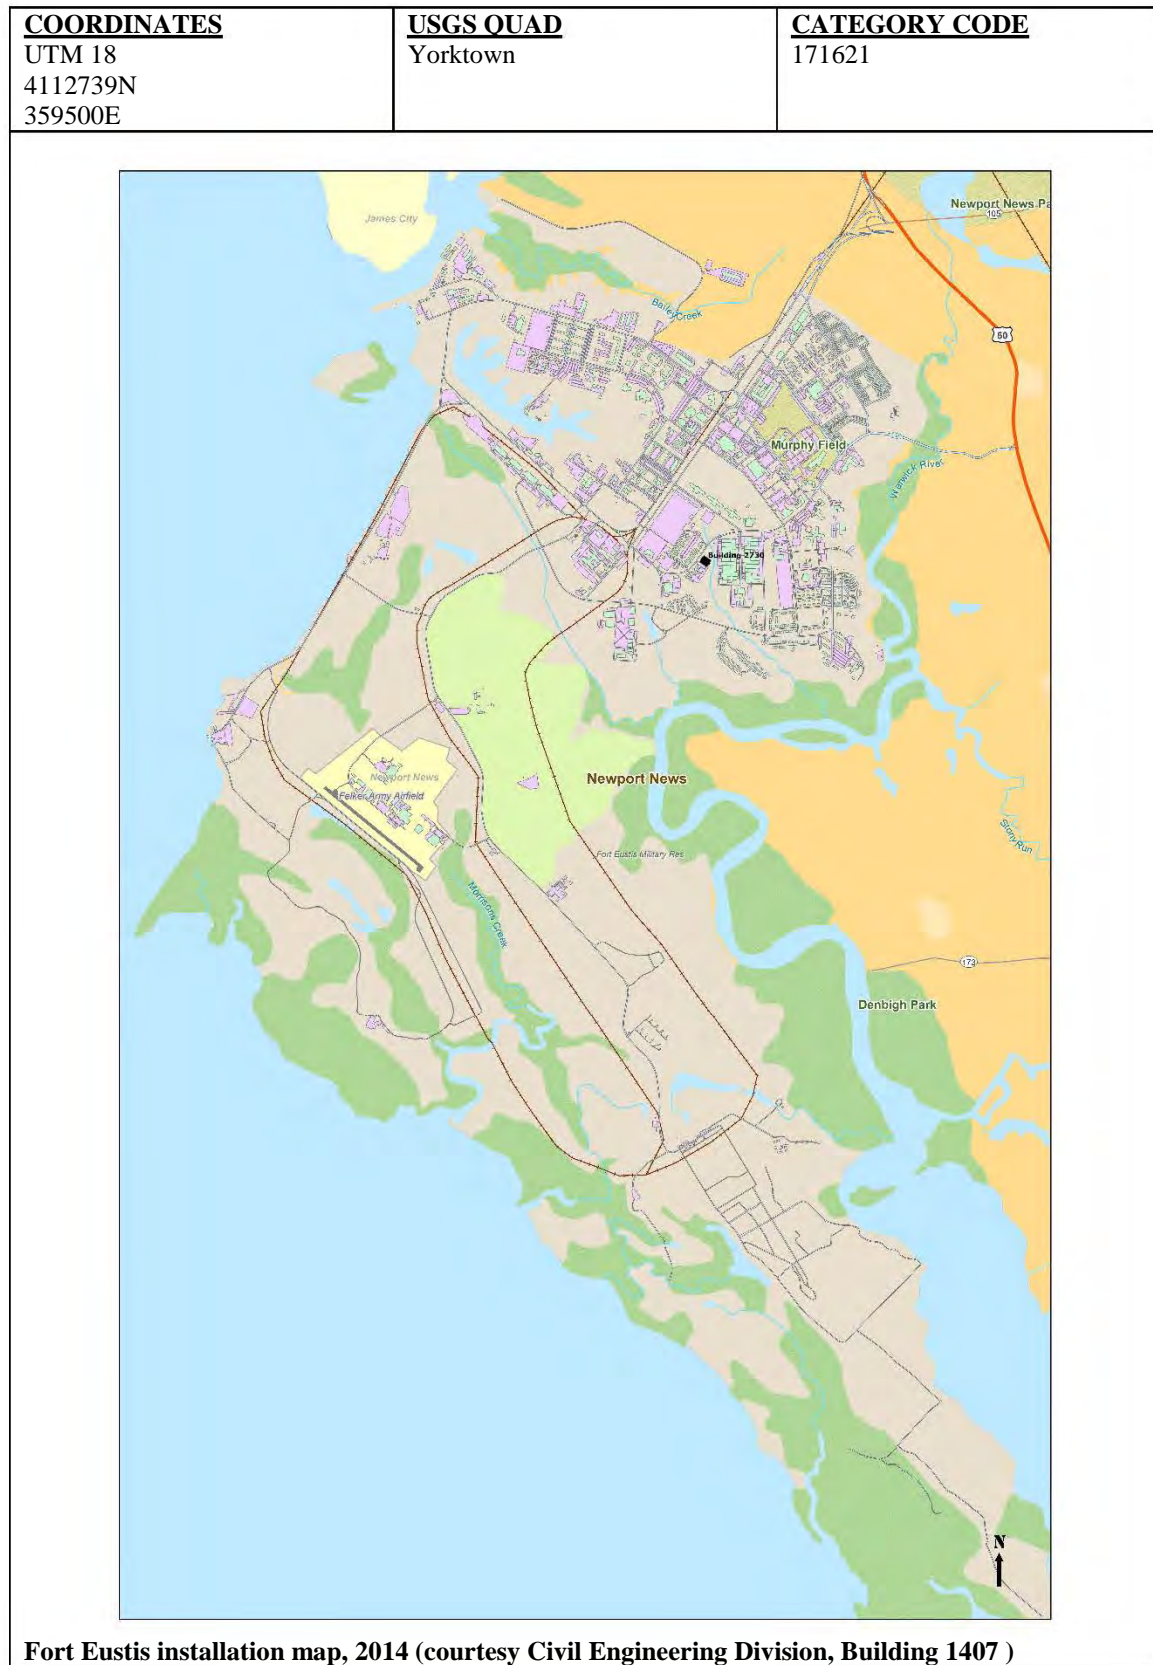 COORDINATES
UTM 18
4112739N
359500E
USGS QUAD
Yorktown
CATEGORY CODE
171621
James City
Newport News Pa
105
Bailey Creek
60
Murphy Field
Warwick River
Building 2730
Newport News
Felker Army Airfield
Newport News
Fort Eustis Military Res
Stony Run
Morrisons Creek
173
Denbigh Park
N
Fort Eustis installation map, 2014 (courtesy Civil Engineering Division, Building 1407 )